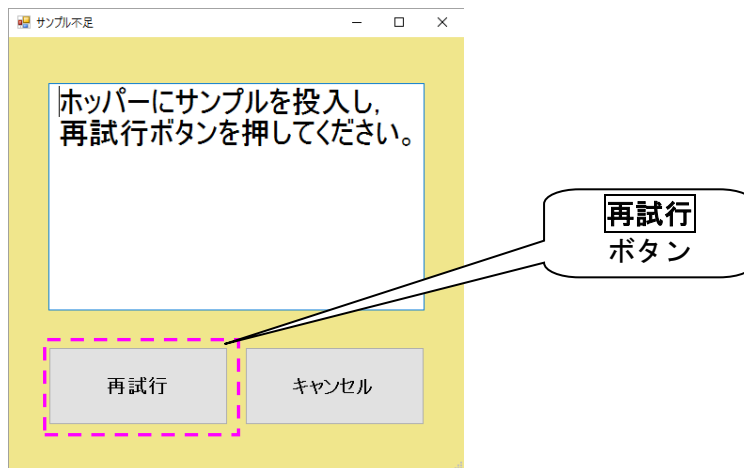 サンプル不足
ホッパーにサンプルを投入し,
再試行ボタンを押してください。
再試行
ボタン
再試行
キャンセル